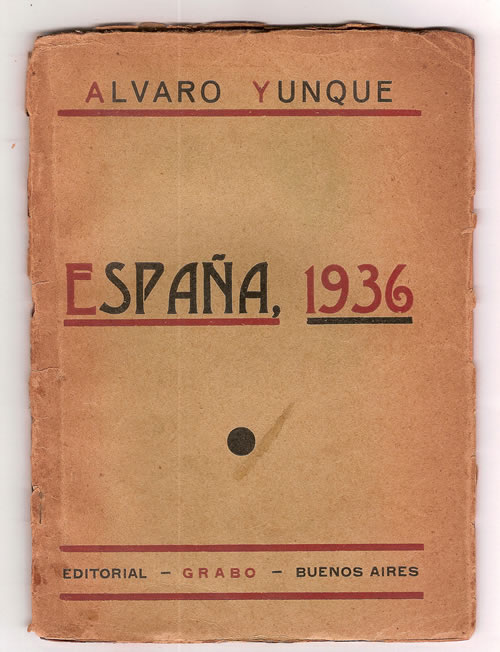 ALVARO YUNQUE
ESPAÑA, 1936
EDITORIAL – GRABO – BUENOS AIRES